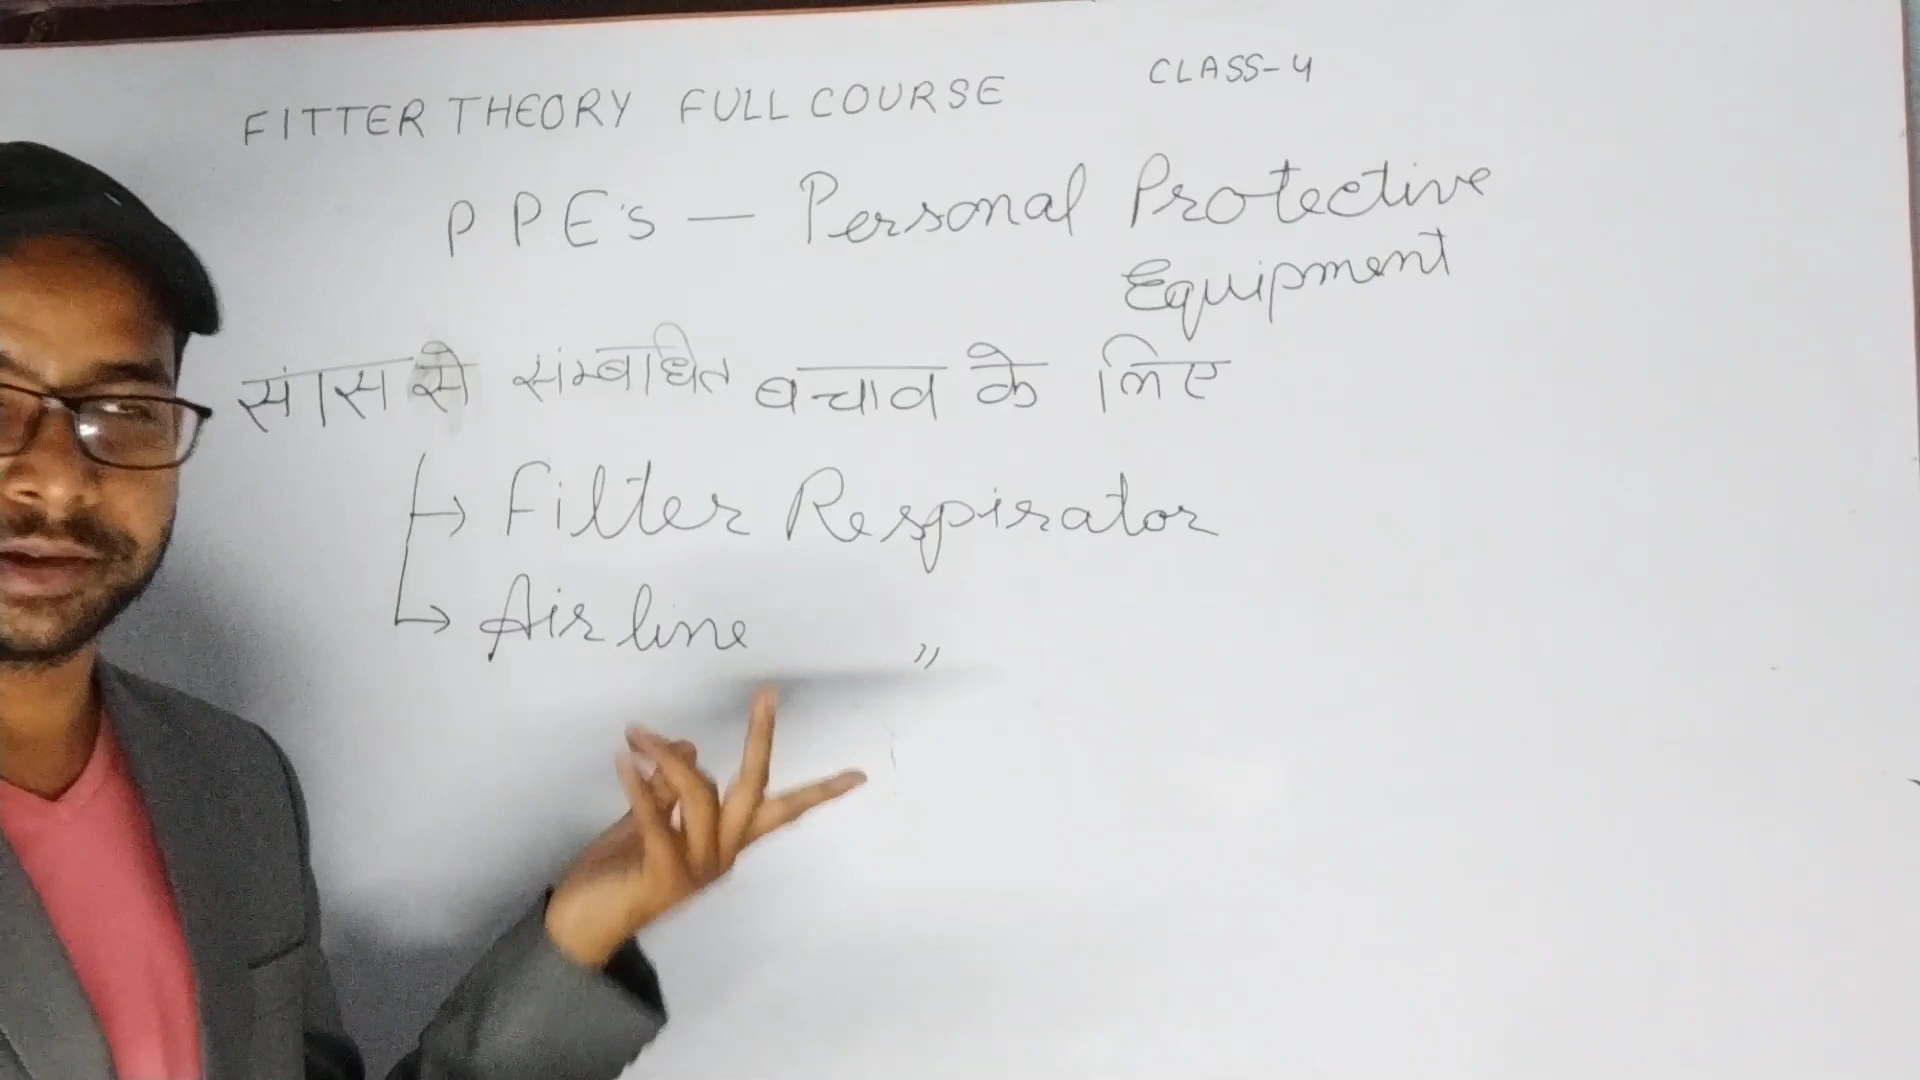 FITTER THEORY FULL COURSE CLASS-4
PPE's — Personal Protective
Equipment
सांस से संम्बाधित बचाव के लिए
→ Filter Respirator
→ Air line "